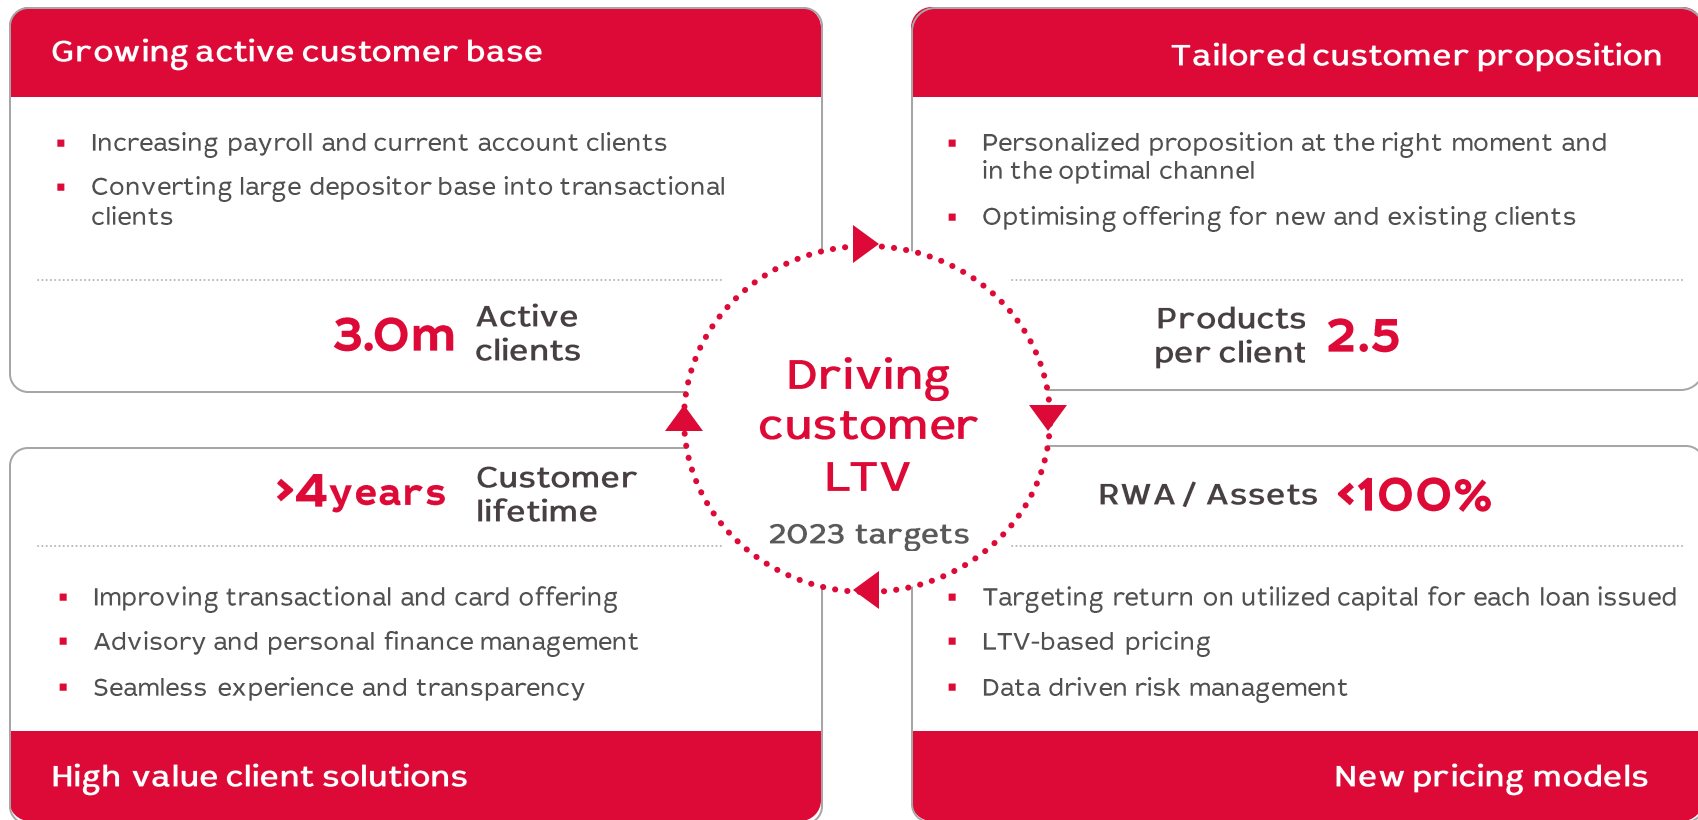 Growing active customer base
▪ Increasing payroll and current account clients
▪ Converting large depositor base into transactional
clients
3.0m
Active
clients
Tailored customer proposition
▪ Personalized proposition at the right moment and
in the optimal channel
▪ Optimising offering for new and existing clients
Products
per client
2.5
Driving
customer
LTV
2023 targets
>4years
Customer
lifetime
▪ Improving transactional and card offering
▪ Advisory and personal finance management
▪ Seamless experience and transparency
High value client solutions
RWA / Assets <100%
▪ Targeting return on utilized capital for each loan issued
▪ LTV-based pricing
▪ Data driven risk management
New pricing models